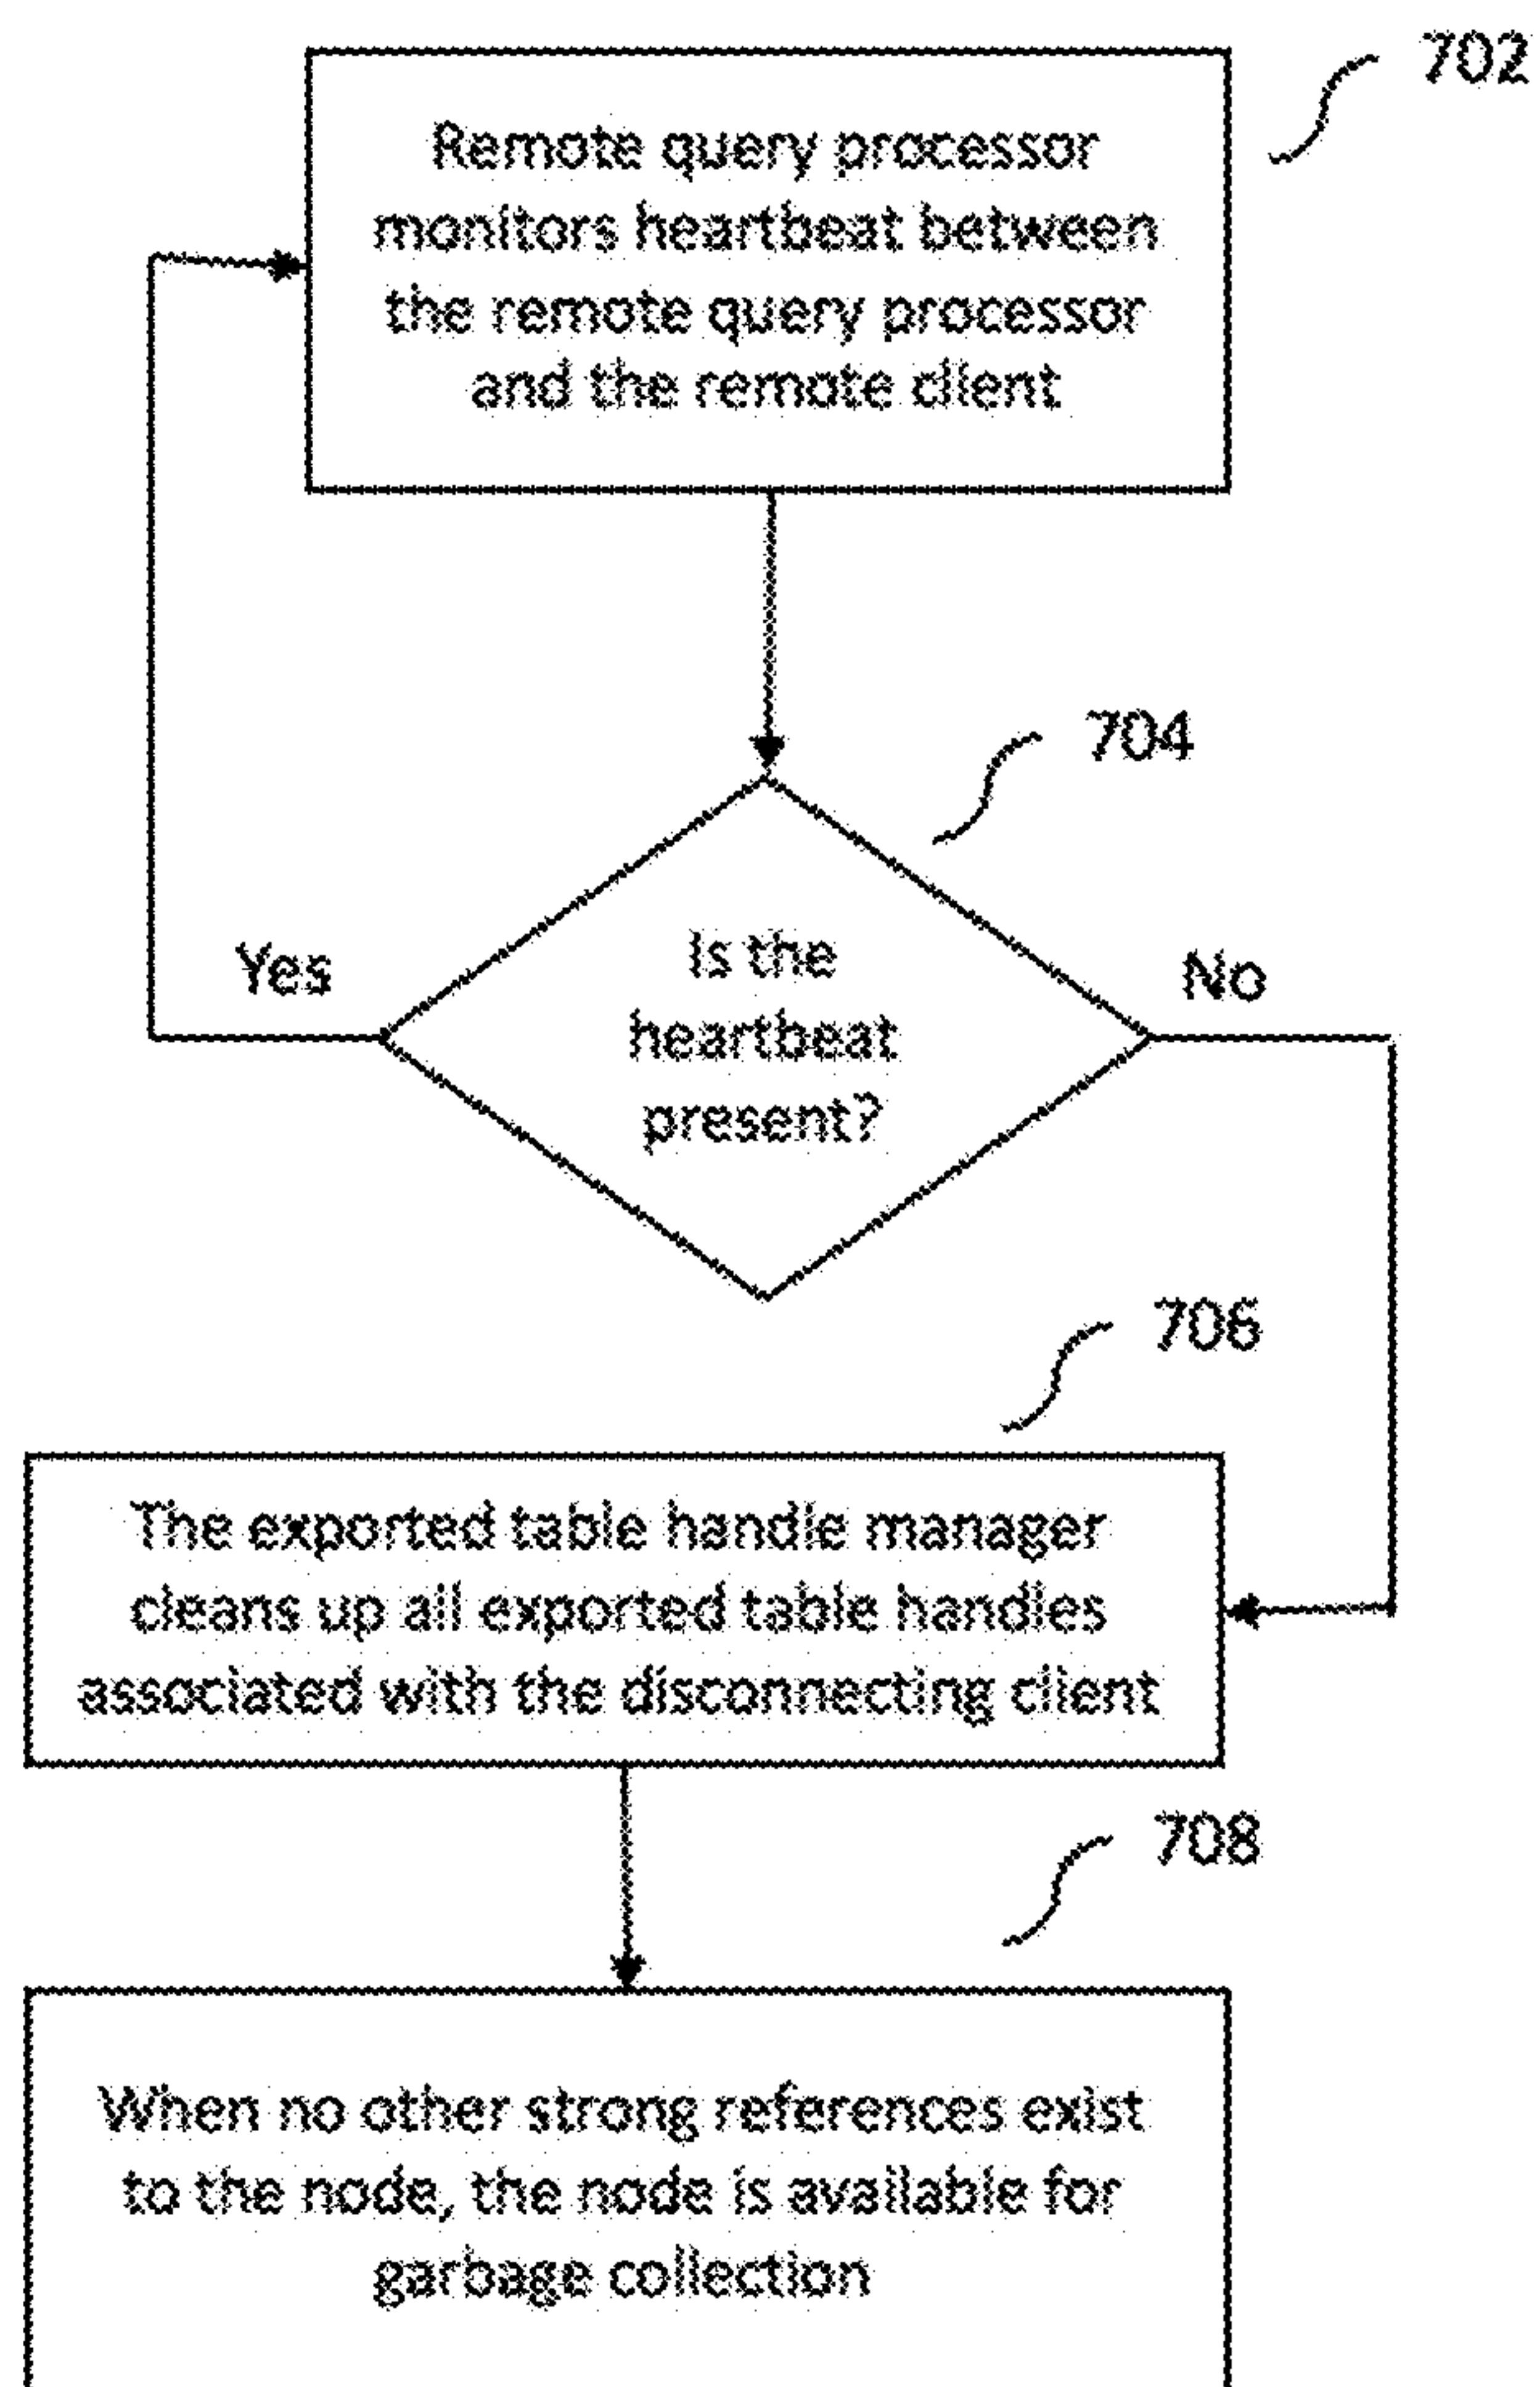 702
Remote query processor
monitors heartbeat between
the remote query processor
and the remote client
704
Is the
heartbeat
present?
Yes
No
706
The exported table handle manager
cleans up all exported table handles
associated with the disconnecting client
708
When no other strong references exist
to the node, the node is available for
garbage collection